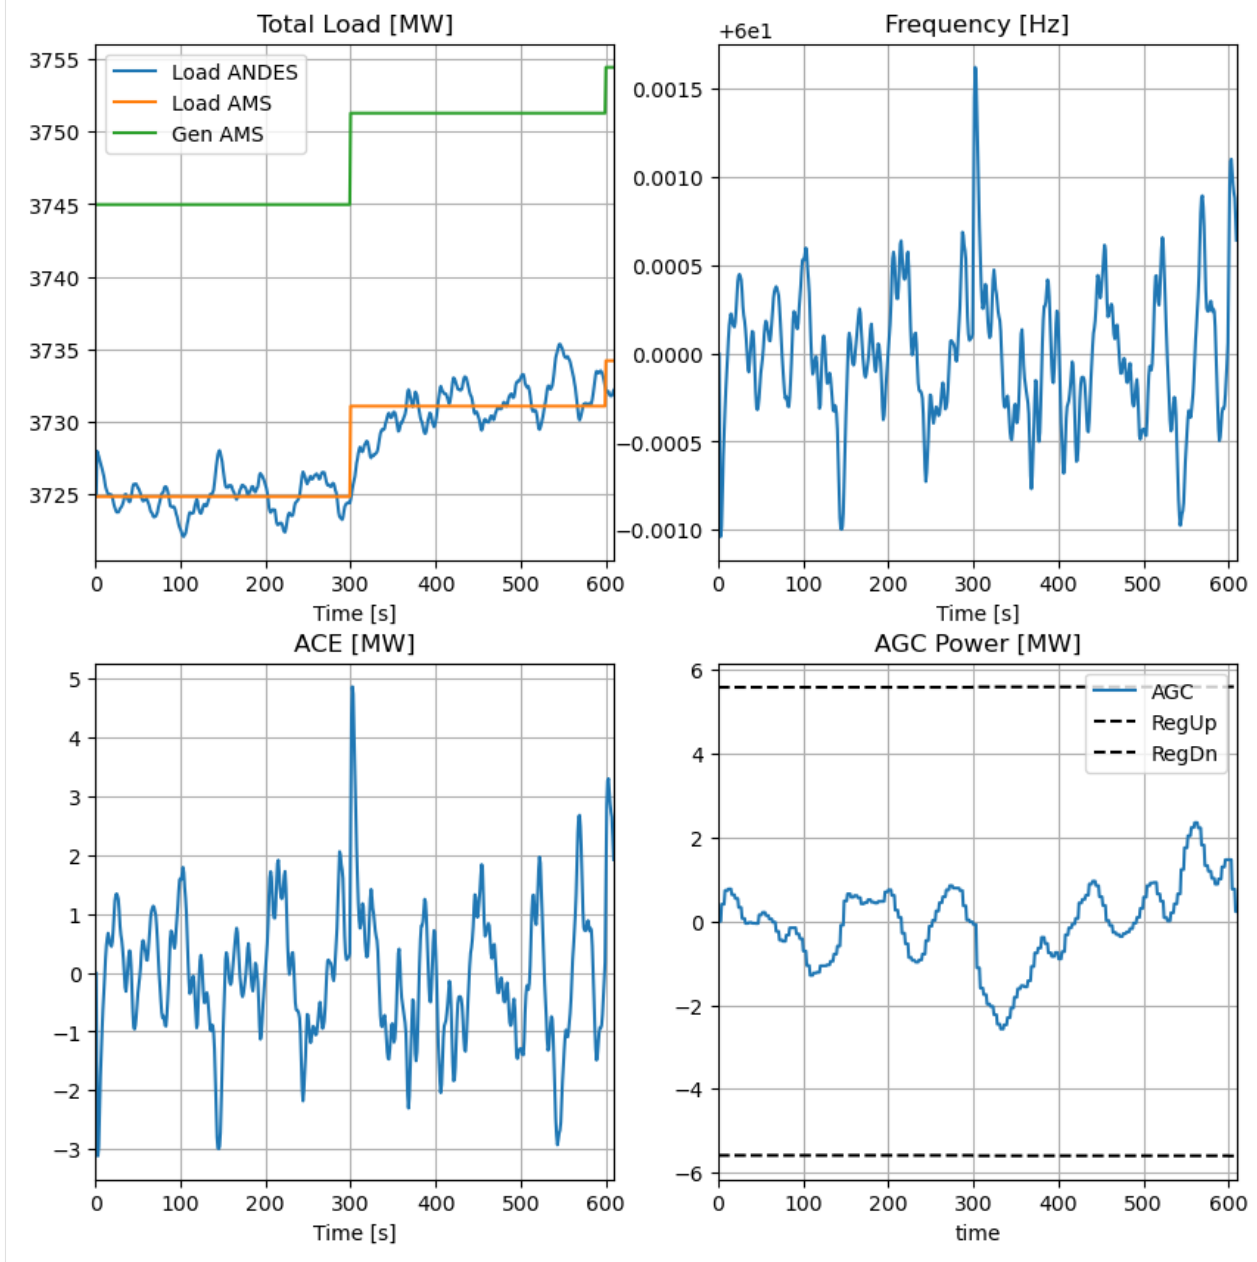 Total Load [MW]
3755
3750
3745
3740
3735
3730
3725
Load ANDES
Load AMS
Gen AMS
0 100 200 300 400 500 600
Time [s]
Frequency [Hz]
+6e1
0.0015
0.0010
0.0005
0.0000
−0.0005
−0.0010
0 100 200 300 400 500 600
Time [s]
ACE [MW]
5
4
3
2
1
0
−1
−2
−3
0 100 200 300 400 500 600
Time [s]
AGC Power [MW]
6
4
2
0
−2
−4
−6
AGC
RegUp
RegDn
0 100 200 300 400 500 600
time